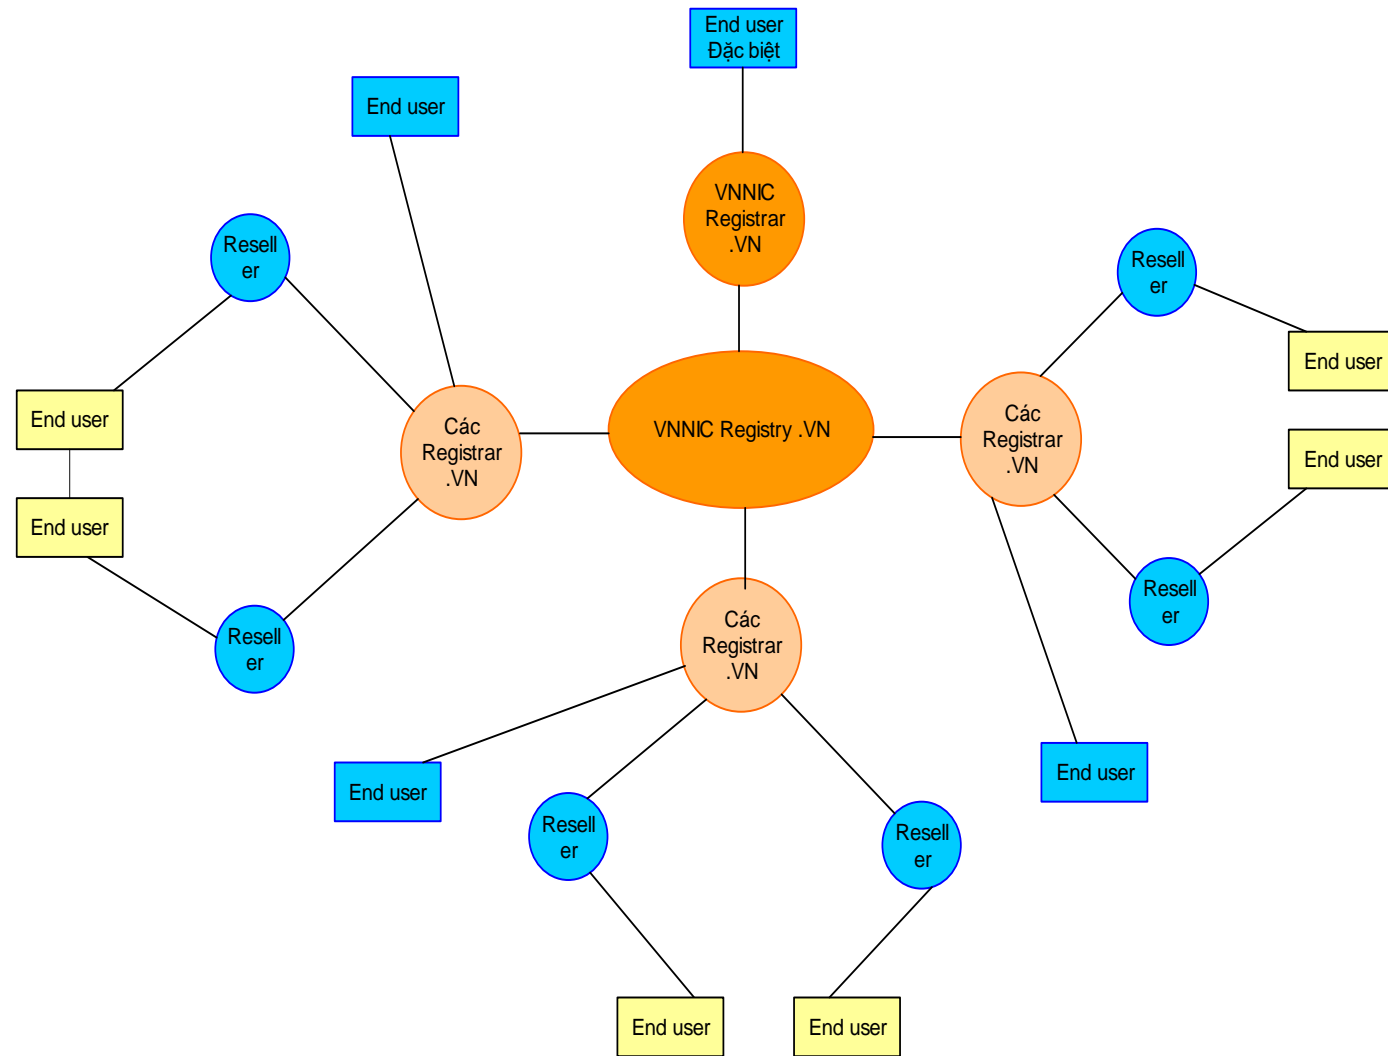 End user
Đặc biệt
End user
VNNIC
Registrar
.VN
Resell
er
Resell
er
End user
End user
Các
Registrar
.VN
VNNIC Registry .VN
Các
Registrar
.VN
End user
End user
Resell
er
Resell
er
Các
Registrar
.VN
End user
End user
Resell
er
Resell
er
End user
End user